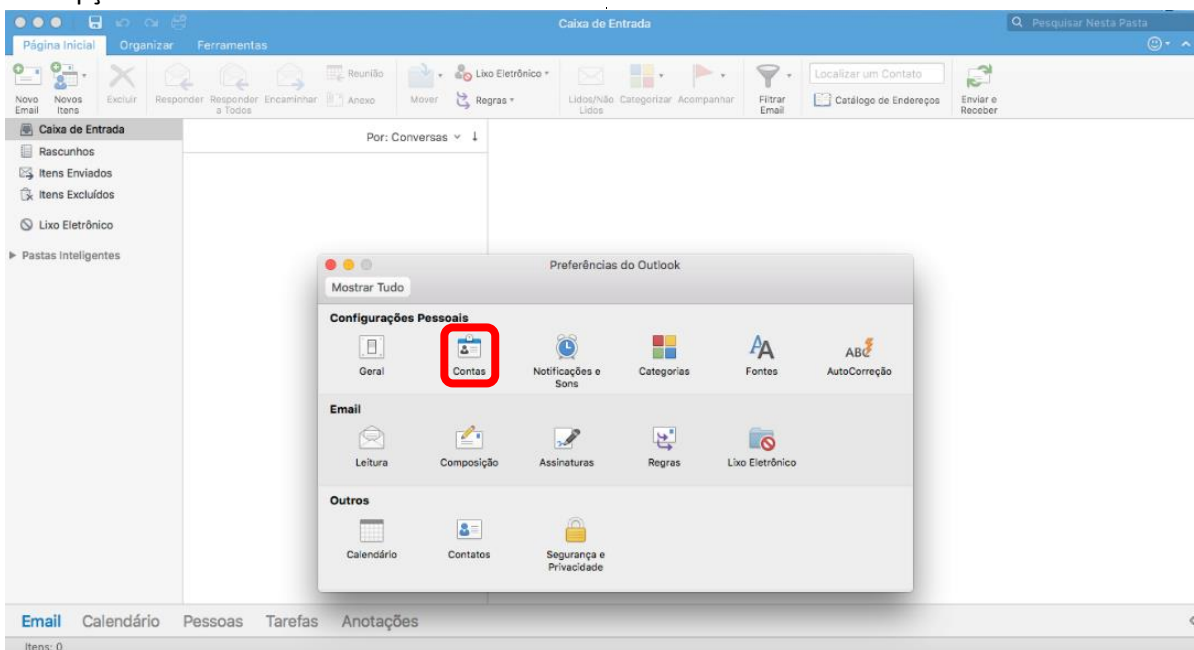 Caixa de Entrada
Pesquisar Nesta Pasta
Página Inicial Organizar Ferramentas
Novo Email
Novos Itens
Excluir
Responder
Responder a Todos
Encaminhar
Reunião
Anexo
Mover
Lixo Eletrônico
Regras
Lidos/Não Lidos
Categorizar
Acompanhar
Filtrar Email
Localizar um Contato
Catálogo de Endereços
Enviar e Receber
Caixa de Entrada
Rascunhos
Itens Enviados
Itens Excluídos
Lixo Eletrônico
Pastas Inteligentes
Por: Conversas
Preferências do Outlook
Mostrar Tudo
Configurações Pessoais
Geral
Contas
Notificações e Sons
Categorias
Fontes
ABC
AutoCorreção
Email
Leitura
Composição
Assinaturas
Regras
Lixo Eletrônico
Outros
Calendário
Contatos
Segurança e Privacidade
Email Calendário Pessoas Tarefas Anotações
Itens: 0